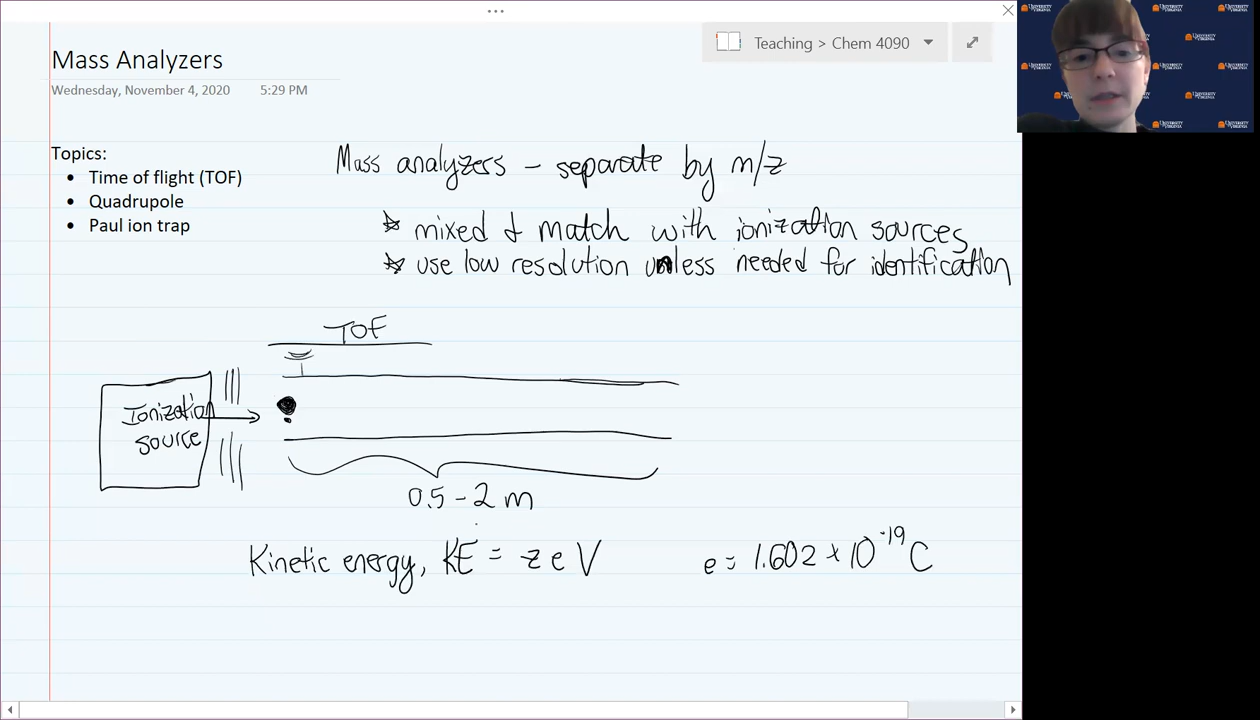 Mass Analyzers
Teaching > Chem 4090
Wednesday, November 4, 2020 5:29 PM
Topics:
• Time of flight (TOF)
• Quadrupole
• Paul ion trap
Mass analyzers - separate by m/z
* mixed & match with ionization sources
* use low resolution unless needed for identification
TOF
Ionization
source
0.5 - 2 m
Kinetic energy, KE = z e V
e = 1.602 x 10^-19 C